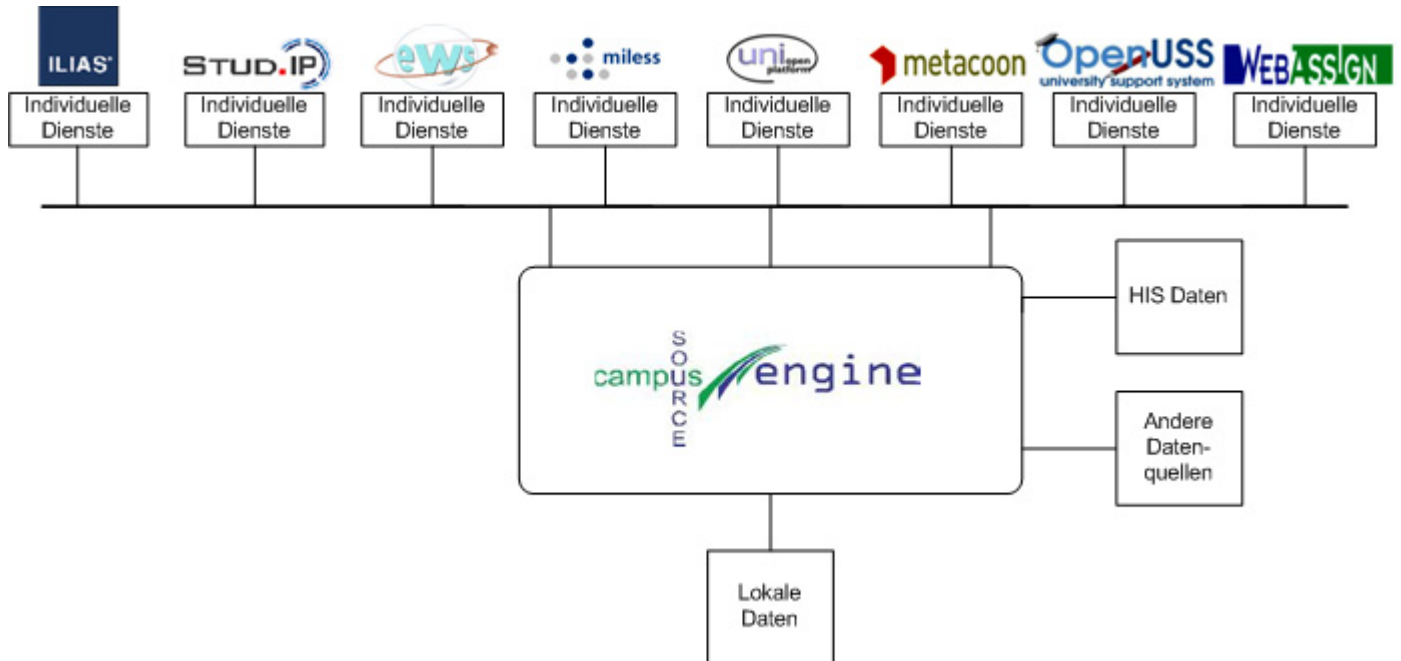 ILIAS®
STUD.IP
ews
miless
uni open
platform
metacoon
OpenUSS
university support system
WEBASSIGN
Individuelle
Dienste
Individuelle
Dienste
Individuelle
Dienste
Individuelle
Dienste
Individuelle
Dienste
Individuelle
Dienste
Individuelle
Dienste
Individuelle
Dienste
HIS Daten
campus
SOURCE
engine
Andere
Daten-
quellen
Lokale
Daten